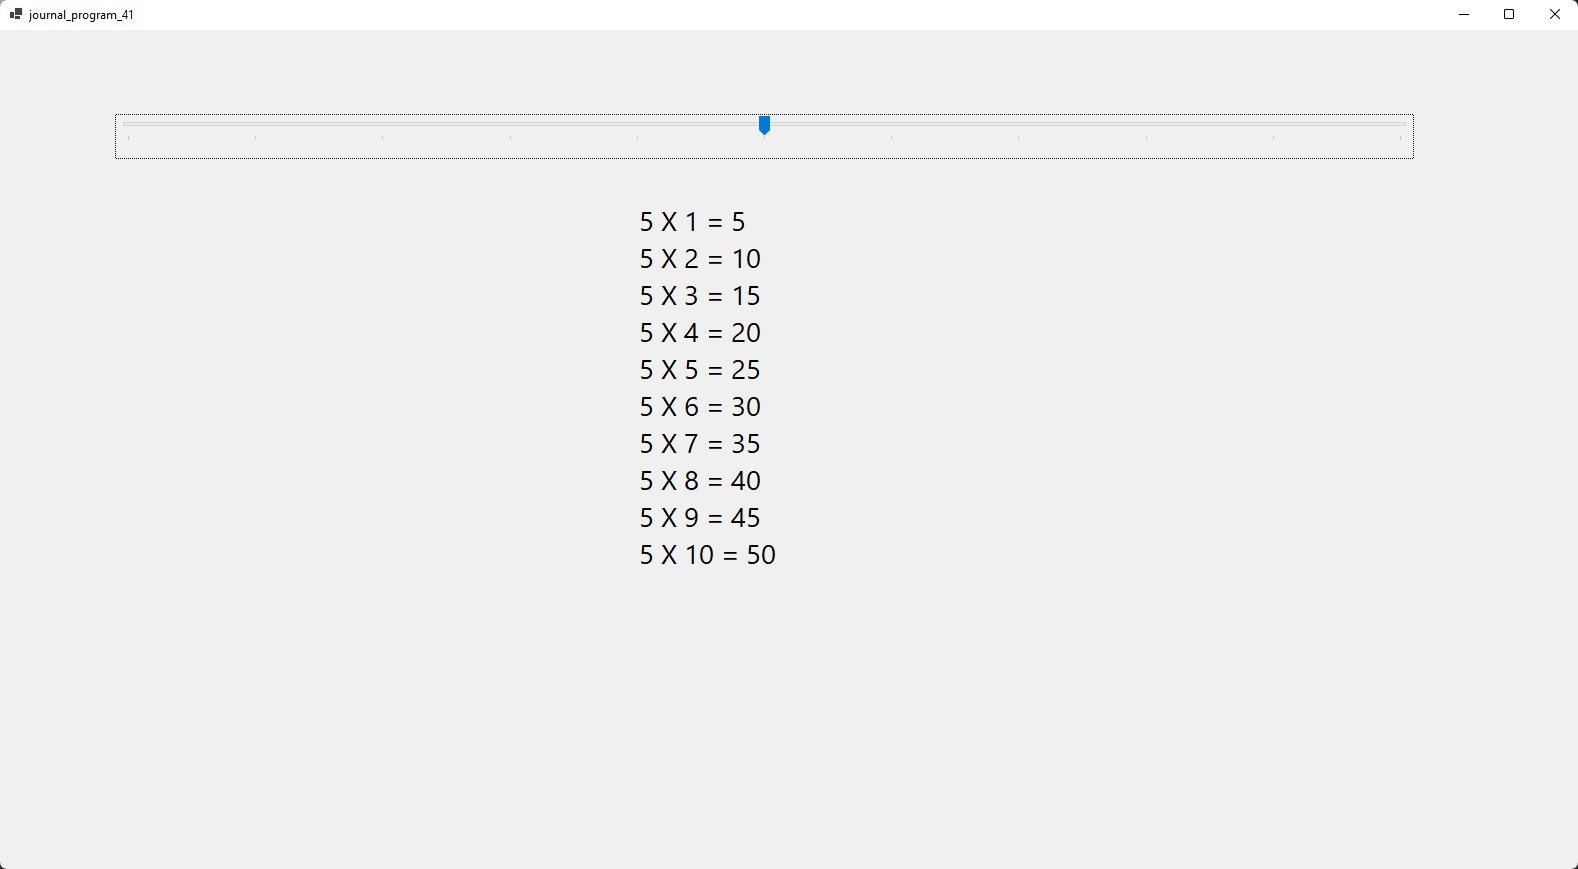 journal_program_41
5 X 1 = 5
5 X 2 = 10
5 X 3 = 15
5 X 4 = 20
5 X 5 = 25
5 X 6 = 30
5 X 7 = 35
5 X 8 = 40
5 X 9 = 45
5 X 10 = 50